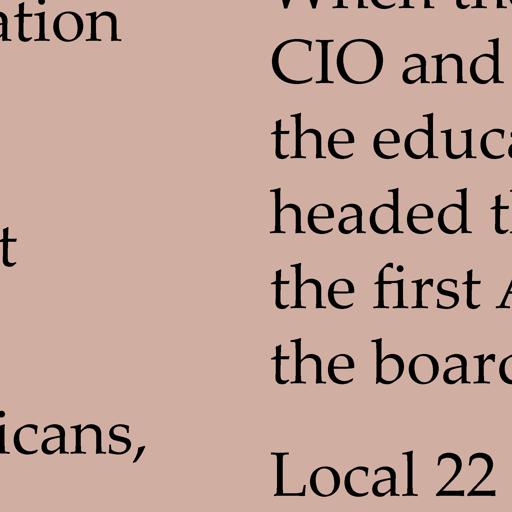 ation
t
icans,
When th
CIO and
the educa
headed th
the first A
the board
Local 22